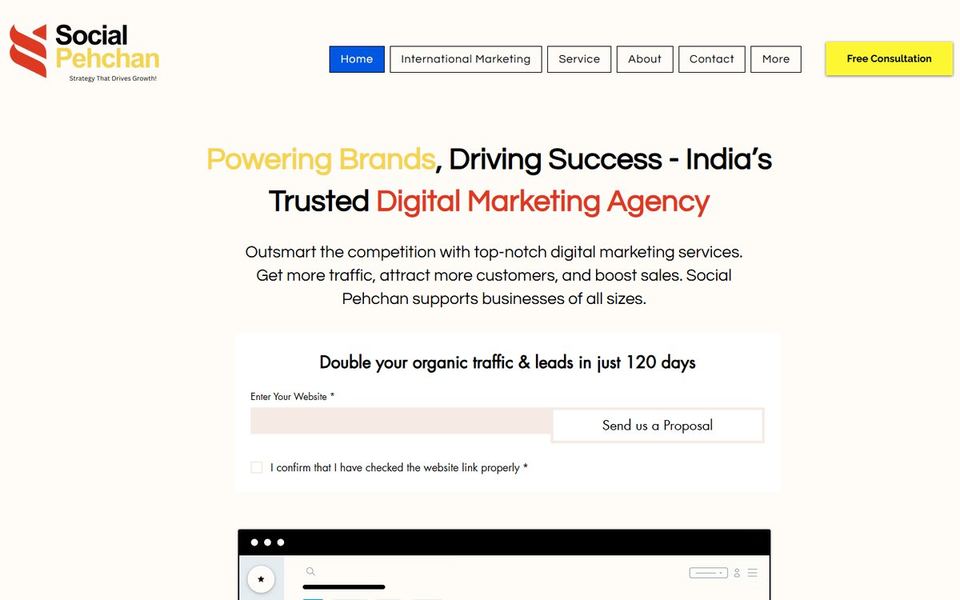 Social
Pehchan
Strategy That Drives Growth!
Home
International Marketing
Service
About
Contact
More
Free Consultation
Powering Brands, Driving Success - India’s
Trusted Digital Marketing Agency
Outsmart the competition with top-notch digital marketing services.
Get more traffic, attract more customers, and boost sales. Social
Pehchan supports businesses of all sizes.
Double your organic traffic & leads in just 120 days
Enter Your Website *
Send us a Proposal
I confirm that I have checked the website link properly *